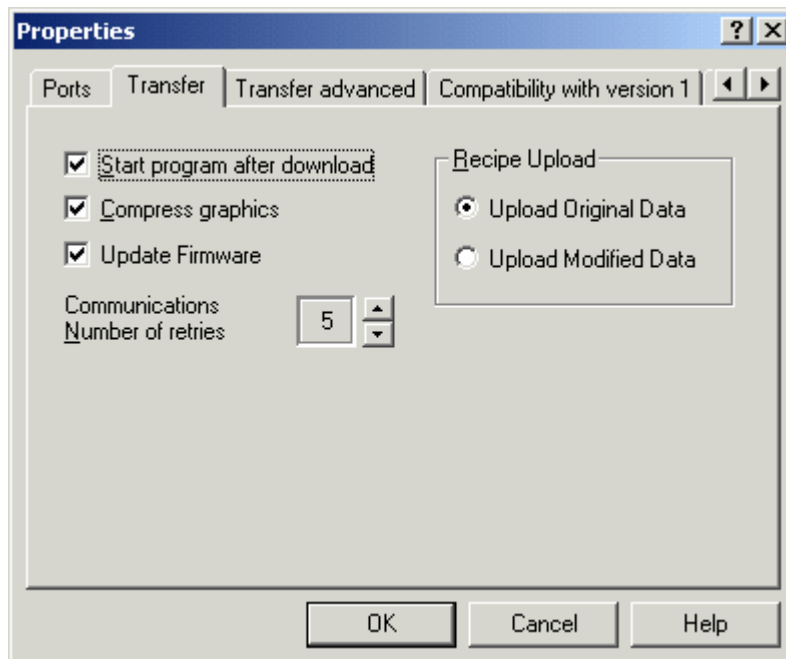 Properties
Ports
Transfer
Transfer advanced
Compatibility with version 1
Start program after download
Compress graphics
Update Firmware
Communications
Number of retries
5
Recipe Upload
Upload Original Data
Upload Modified Data
OK
Cancel
Help